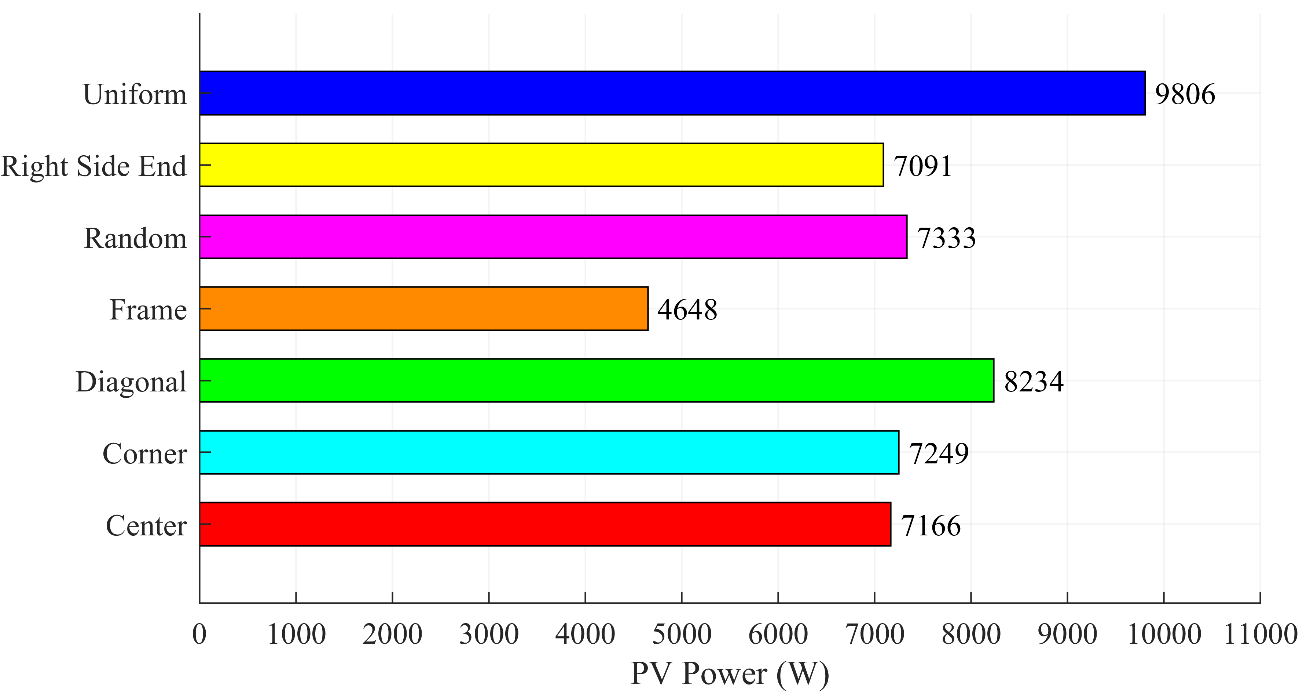 Uniform 9806
Right Side End 7091
Random 7333
Frame 4648
Diagonal 8234
Corner 7249
Center 7166
0 1000 2000 3000 4000 5000 6000 7000 8000 9000 10000 11000
PV Power (W)